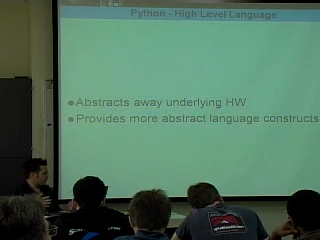 Python - High Level Language
Abstracts away underlying HW
Provides more abstract language constructs